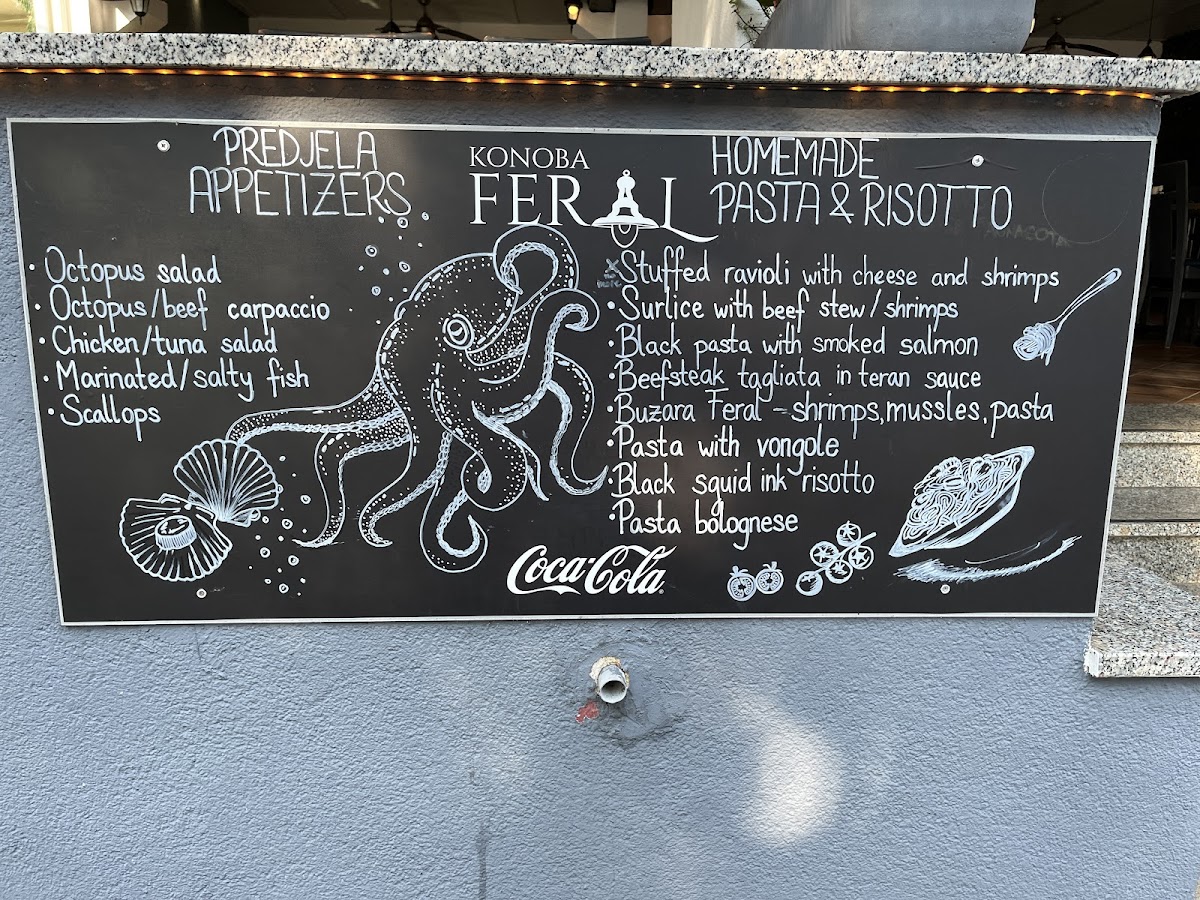 PREDJELA
APPETIZERS
• Octopus salad
• Octopus/beef carpaccio
• Chicken/tuna salad
• Marinated/salty fish
• Scallops
KONOBA
FERAL
Coca-Cola
HOMEMADE
PASTA & RISOTTO
Stuffed ravioli with cheese and shrimps
• Surlice with beef stew/shrimps
• Black pasta with smoked salmon
• Beefsteak tagliata in teran sauce
• Buzara Feral - shrimps, mussles, pasta
• Pasta with vongole
• Black squid ink risotto
• Pasta bolognese